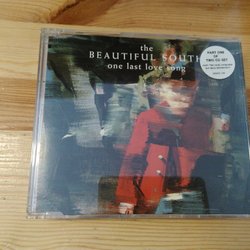 the
BEAUTIFUL SOUTH
one last love song
PART ONE
OF
TWO CD SET